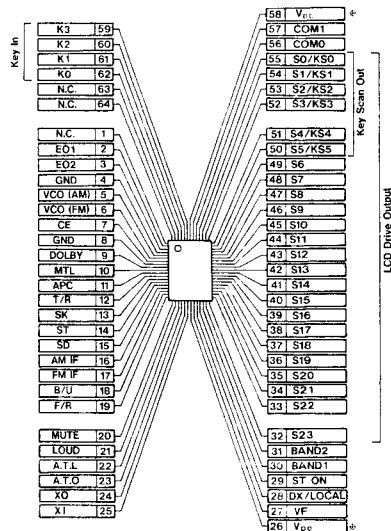 Key In
K3 59
K2 60
K1 61
K0 62
N.C. 63
N.C. 64
N.C. 1
EO1 2
EO2 3
GND 4
VCO (AM) 5
VCO (FM) 6
CE 7
GND 8
DOLBY 9
MTL 10
APC 11
T/R 12
SK 13
ST 14
SD 15
AM IF 16
FM IF 17
B/U 18
F/R 19
MUTE 20
LOUD 21
A.T.L 22
A.T.O 23
XO 24
XI 25
58 VDD *
57 COM1
56 COM0
55 S0/KS0
54 S1/KS1
53 S2/KS2
52 S3/KS3
51 S4/KS4
50 S5/KS5
49 S6
48 S7
47 S8
46 S9
45 S10
44 S11
43 S12
42 S13
41 S14
40 S15
39 S16
38 S17
37 S18
36 S19
35 S20
34 S21
33 S22
32 S23
31 BAND2
30 BAND1
29 ST ON
28 DX/LOCAL
27 VF
26 VDD *
Key Scan Out
LCD Drive Output